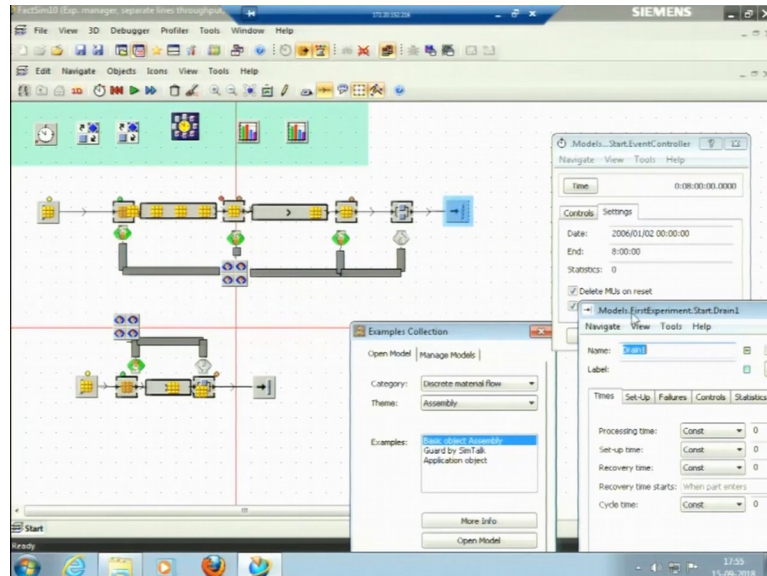 FactSim10 (Exp. manager, separate lines throughput,
172.20.192.216
SIEMENS
File View 3D Debugger Profiler Tools Window Help
Edit Navigate Objects Icons View Tools Help
1D
.Models...Start.EventController
Navigate View Tools Help
Time 0:08:00:00.0000
Controls Settings
Date: 2006/01/02 00:00:00
End: 8:00:00
Statistics: 0
Delete MUs on reset
.Models.FirstExperiment.Start.Drain1
Navigate View Tools Help
Name: Drain1
Label:
Times Set-Up Failures Controls Statistics
Processing time: Const 0
Set-up time: Const 0
Recovery time: Const 0
Recovery time starts: When part enters
Cycle time: Const 0
Examples Collection
Open Model Manage Models
Category: Discrete material flow
Theme: Assembly
Examples: Basic object Assembly
Guard by SimTalk
Application object
More Info
Open Model
Start
Ready
17:55
15-09-2018